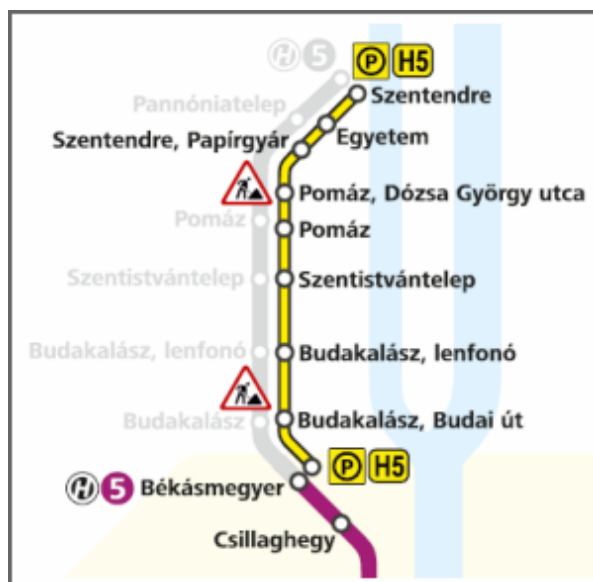 H 5
P H5
Szentendre
Pannóniatelep
Egyetem
Szentendre, Papírgyár
Pomáz, Dózsa György utca
Pomáz
Pomáz
Szentistvántelep
Szentistvántelep
Budakalász, lenfonó
Budakalász, lenfonó
Budakalász
Budakalász, Budai út
P H5
H 5 Békásmegyer
Csillaghegy